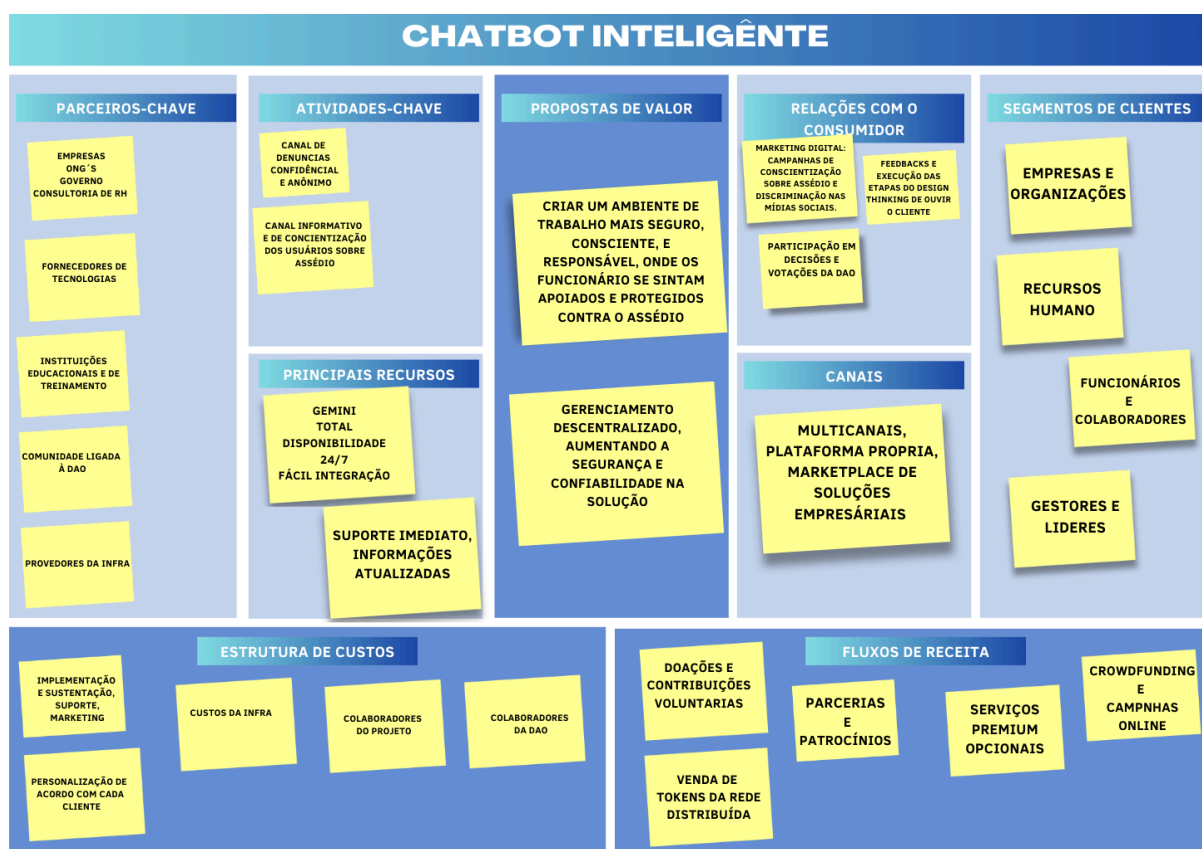 CHATBOT INTELIGÊNTE
PARCEIROS-CHAVE
EMPRESAS
ONG´S
GOVERNO
CONSULTORIA DE RH
FORNECEDORES DE
TECNOLOGIAS
INSTITUIÇÕES
EDUCACIONAIS E DE
TREINAMENTO
COMUNIDADE LIGADA
À DAO
PROVEDORES DA INFRA
ATIVIDADES-CHAVE
CANAL DE
DENUNCIAS
CONFIDÊNCIAL
E ANÔNIMO
CANAL INFORMATIVO
E DE CONCIENTIZAÇÃO
DOS USUÁRIOS SOBRE
ASSÉDIO
PRINCIPAIS RECURSOS
GEMINI
TOTAL
DISPONIBILIDADE
24/7
FÁCIL INTEGRAÇÃO
SUPORTE IMEDIATO,
INFORMAÇÕES
ATUALIZADAS
PROPOSTAS DE VALOR
CRIAR UM AMBIENTE DE
TRABALHO MAIS SEGURO,
CONSCIENTE, E
RESPONSÁVEL, ONDE OS
FUNCIONÁRIO SE SINTAM
APOIADOS E PROTEGIDOS
CONTRA O ASSÉDIO
GERENCIAMENTO
DESCENTRALIZADO,
AUMENTANDO A
SEGURANÇA E
CONFIABILIDADE NA
SOLUÇÃO
RELAÇÕES COM O
CONSUMIDOR
MARKETING DIGITAL:
CAMPANHAS DE
CONSCIENTIZAÇÃO
SOBRE ASSÉDIO E
DISCRIMINAÇÃO NAS
MÍDIAS SOCIAIS.
FEEDBACKS E
EXECUÇÃO DAS
ETAPAS DO DESIGN
THINKING DE OUVIR
O CLIENTE
PARTICIPAÇÃO EM
DECISÕES E
VOTAÇÕES DA DAO
CANAIS
MULTICANAIS,
PLATAFORMA PROPRIA,
MARKETPLACE DE
SOLUÇÕES
EMPRESÁRIAIS
SEGMENTOS DE CLIENTES
EMPRESAS E
ORGANIZAÇÕES
RECURSOS
HUMANO
FUNCIONÁRIOS
E
COLABORADORES
GESTORES E
LIDERES
ESTRUTURA DE CUSTOS
IMPLEMENTAÇÃO
E SUSTENTAÇÃO,
SUPORTE,
MARKETING
CUSTOS DA INFRA
COLABORADORES
DO PROJETO
COLABORADORES
DA DAO
PERSONALIZAÇÃO DE
ACORDO COM CADA
CLIENTE
FLUXOS DE RECEITA
DOAÇÕES E
CONTRIBUIÇÕES
VOLUNTARIAS
PARCERIAS
E
PATROCÍNIOS
SERVIÇOS
PREMIUM
OPCIONAIS
CROWDFUNDING
E
CAMPNHAS
ONLINE
VENDA DE
TOKENS DA REDE
DISTRIBUÍDA